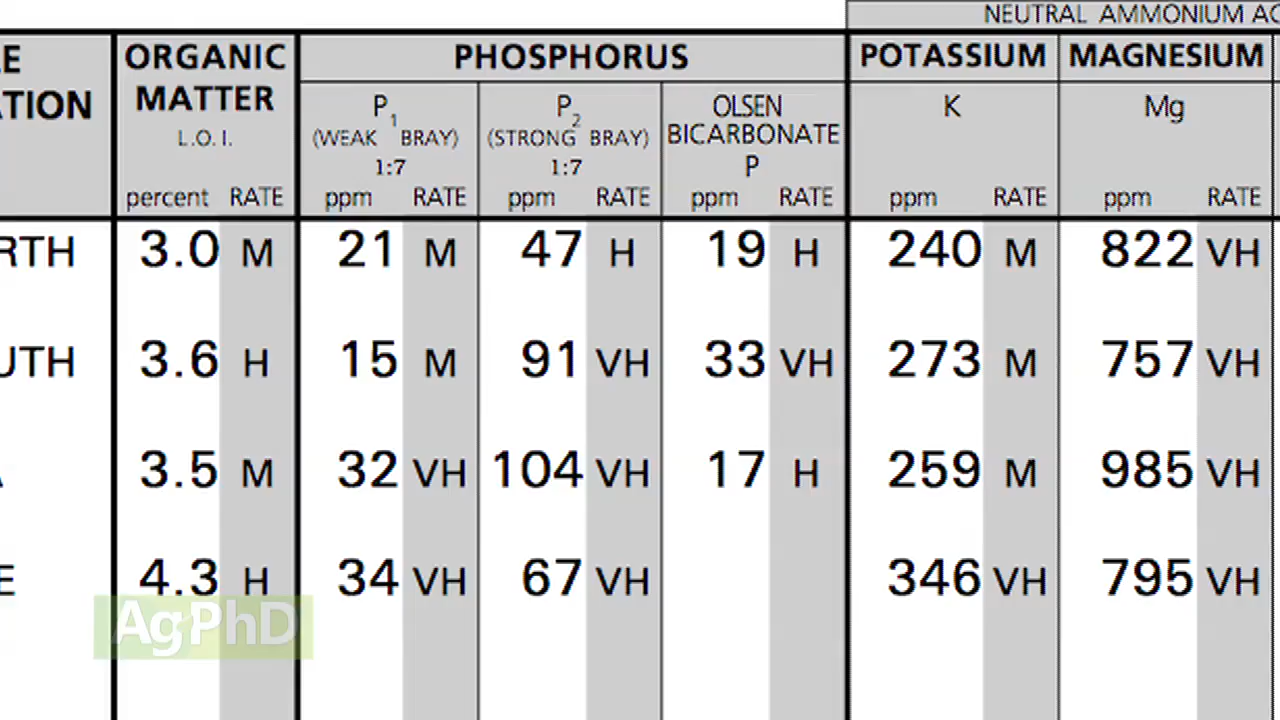 NEUTRAL AMMONIUM
ORGANIC MATTER PHOSPHORUS POTASSIUM MAGNESIUM
L.O.I. P1 (WEAK BRAY) 1:7 P2 (STRONG BRAY) 1:7 OLSEN BICARBONATE P K Mg
percent RATE ppm RATE ppm RATE ppm RATE ppm RATE ppm RATE
RTH 3.0 M 21 M 47 H 19 H 240 M 822 VH
UTH 3.6 H 15 M 91 VH 33 VH 273 M 757 VH
3.5 M 32 VH 104 VH 17 H 259 M 985 VH
E 4.3 H 34 VH 67 VH 346 VH 795 VH
AgPhD